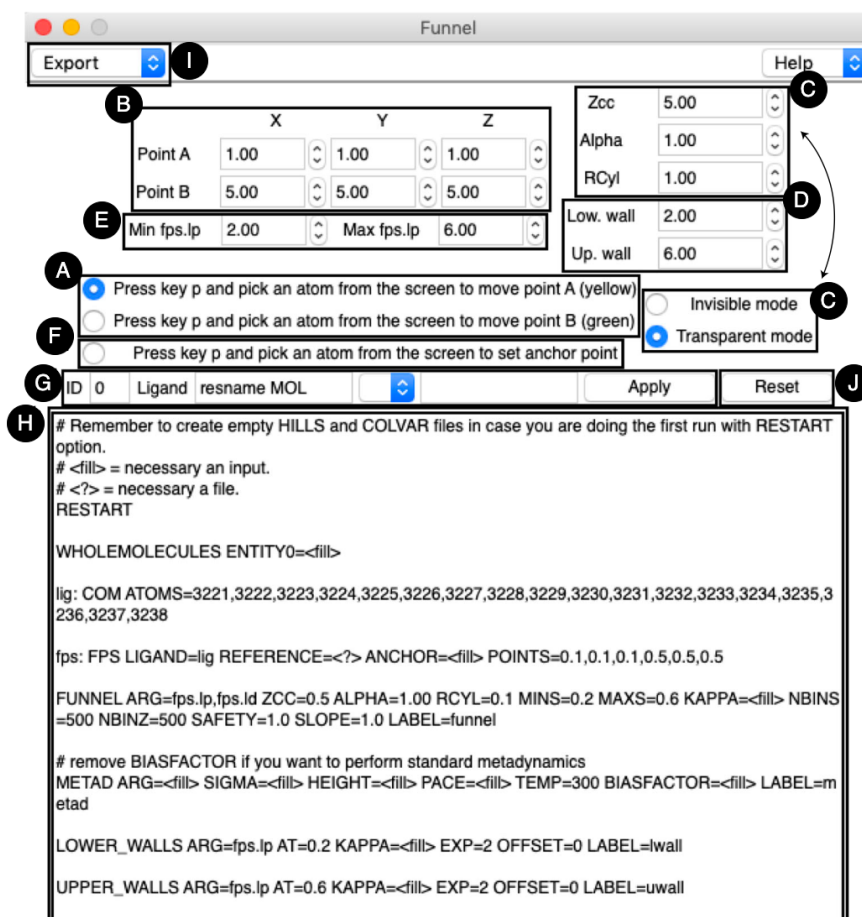 Funnel
Export
I
Help
B
X Y Z
C
Zcc 5.00
Point A 1.00 1.00 1.00
Alpha 1.00
Point B 5.00 5.00 5.00
RCyl 1.00
D
E
Min fps.lp 2.00 Max fps.lp 6.00
Low. wall 2.00
Up. wall 6.00
A
Press key p and pick an atom from the screen to move point A (yellow)
Press key p and pick an atom from the screen to move point B (green)
C
Invisible mode
Transparent mode
F
Press key p and pick an atom from the screen to set anchor point
G
ID 0 Ligand resname MOL Apply Reset
J
H
# Remember to create empty HILLS and COLVAR files in case you are doing the first run with RESTART
option.
# <fill> = necessary an input.
# <?> = necessary a file.
RESTART
WHOLEMOLECULES ENTITY0=<fill>
lig: COM ATOMS=3221,3222,3223,3224,3225,3226,3227,3228,3229,3230,3231,3232,3233,3234,3235,3
236,3237,3238
fps: FPS LIGAND=lig REFERENCE=<?> ANCHOR=<fill> POINTS=0.1,0.1,0.1,0.5,0.5,0.5
FUNNEL ARG=fps.lp,fps.ld ZCC=0.5 ALPHA=1.00 RCYL=0.1 MINS=0.2 MAXS=0.6 KAPPA=<fill> NBINS
=500 NBINZ=500 SAFETY=1.0 SLOPE=1.0 LABEL=funnel
# remove BIASFACTOR if you want to perform standard metadynamics
METAD ARG=<fill> SIGMA=<fill> HEIGHT=<fill> PACE=<fill> TEMP=300 BIASFACTOR=<fill> LABEL=m
etad
LOWER_WALLS ARG=fps.lp AT=0.2 KAPPA=<fill> EXP=2 OFFSET=0 LABEL=lwall
UPPER_WALLS ARG=fps.lp AT=0.6 KAPPA=<fill> EXP=2 OFFSET=0 LABEL=uwall